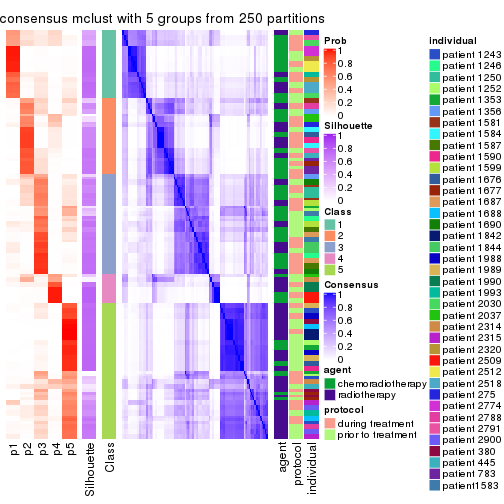 consensus mclust with 5 groups from 250 partitions
p1
p2
p3
p4
p5
Silhouette
Class
agent
protocol
individual
Prob
1
0.8
0.6
0.4
0.2
0
Silhouette
1
0.8
0.6
0.4
0.2
0
Class
1
2
3
4
5
Consensus
1
0.8
0.6
0.4
0.2
0
agent
chemoradiotherapy
radiotherapy
protocol
during treatment
prior to treatment
individual
patient 1243
patient 1246
patient 1250
patient 1252
patient 1353
patient 1356
patient 1581
patient 1584
patient 1587
patient 1590
patient 1599
patient 1676
patient 1677
patient 1687
patient 1688
patient 1690
patient 1842
patient 1844
patient 1988
patient 1989
patient 1990
patient 1993
patient 2030
patient 2037
patient 2314
patient 2315
patient 2320
patient 2509
patient 2512
patient 2518
patient 275
patient 2774
patient 2788
patient 2791
patient 2900
patient 380
patient 445
patient 783
patient1583